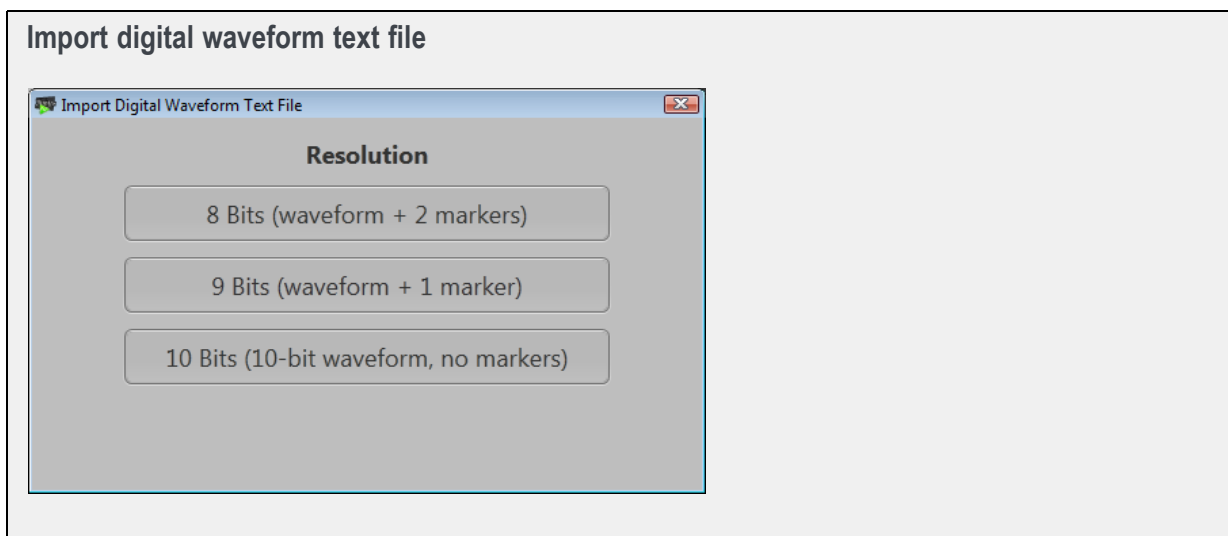 Import digital waveform text file
Import Digital Waveform Text File
Resolution
8 Bits (waveform + 2 markers)
9 Bits (waveform + 1 marker)
10 Bits (10-bit waveform, no markers)